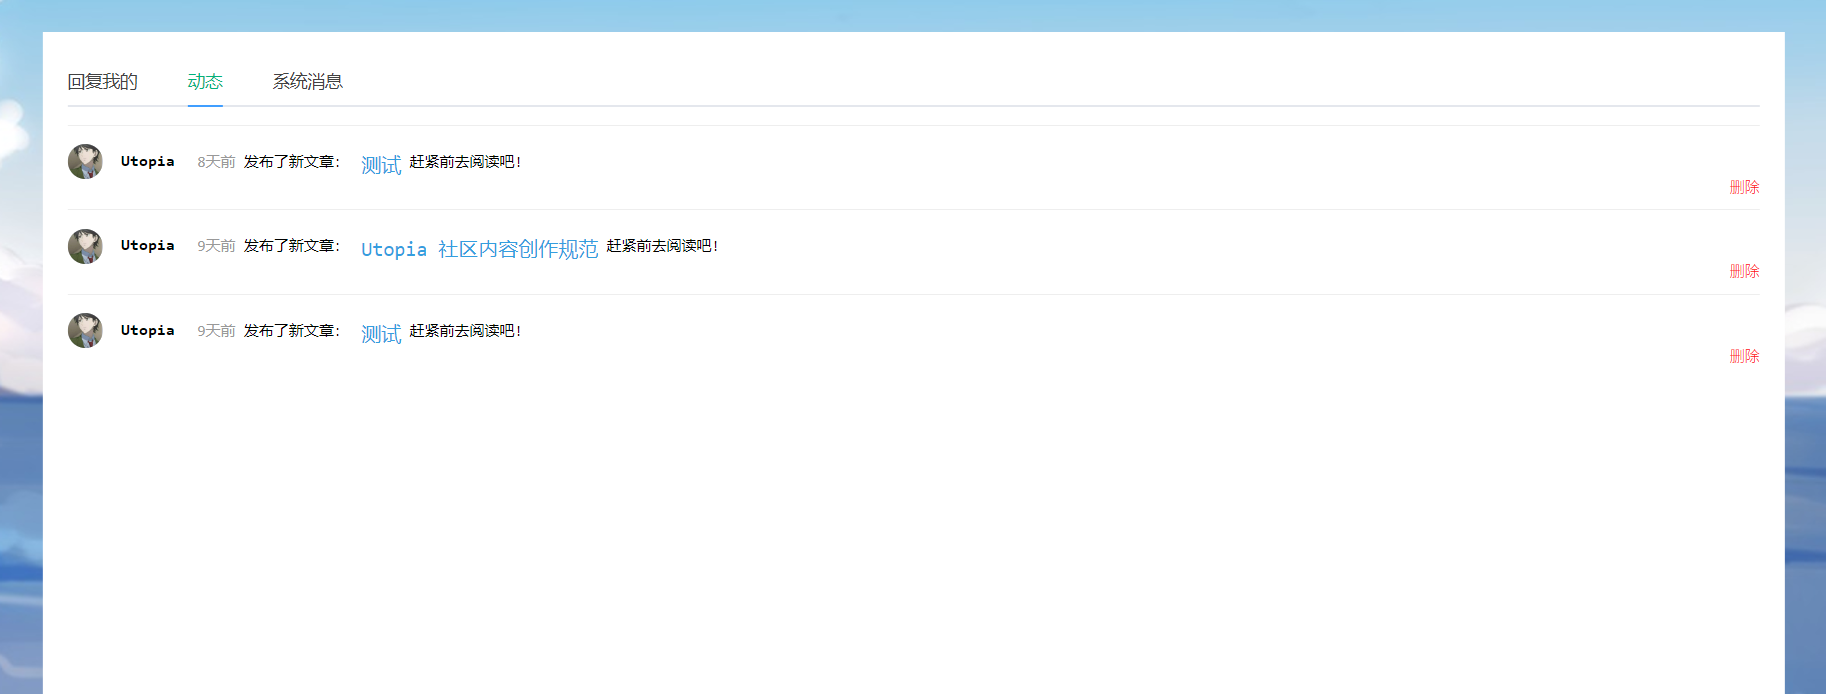 回复我的 动态 系统消息
Utopia 8天前 发布了新文章： 测试 赶紧前去阅读吧！
删除
Utopia 9天前 发布了新文章： Utopia 社区内容创作规范 赶紧前去阅读吧！
删除
Utopia 9天前 发布了新文章： 测试 赶紧前去阅读吧！
删除